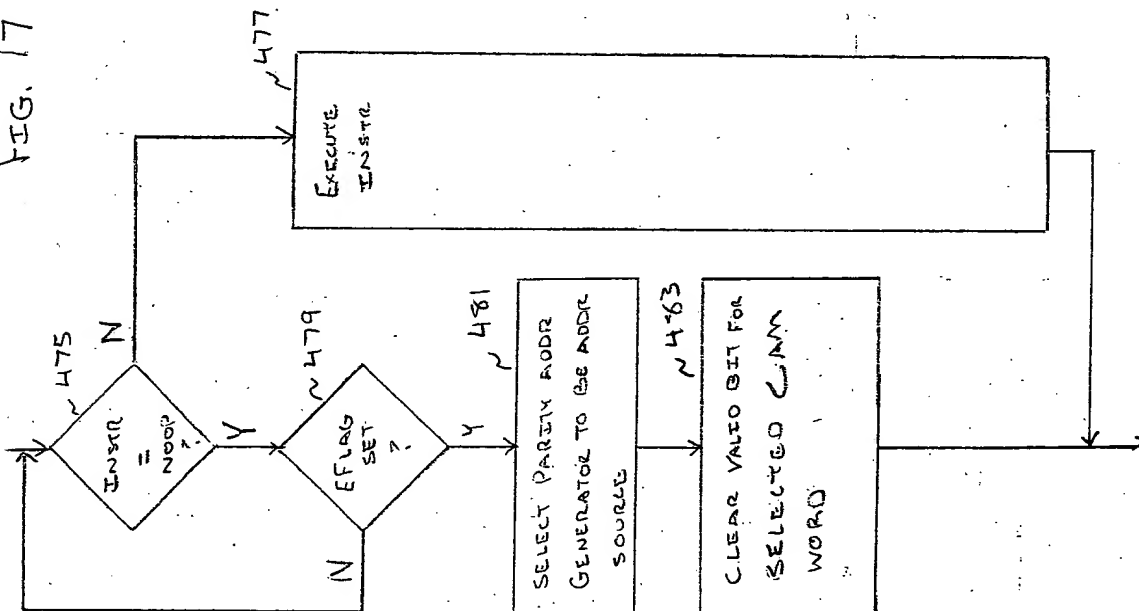 FIG. 17
475
INSTR
=
NOOP
?
N
Y
477
EXECUTE
INSTR
479
EFLAG
SET
?
N
Y
481
SELECT PARITY ADDR
GENERATOR TO BE ADDR
SOURCE
483
CLEAR VALID BIT FOR
SELECTED CAM
WORD